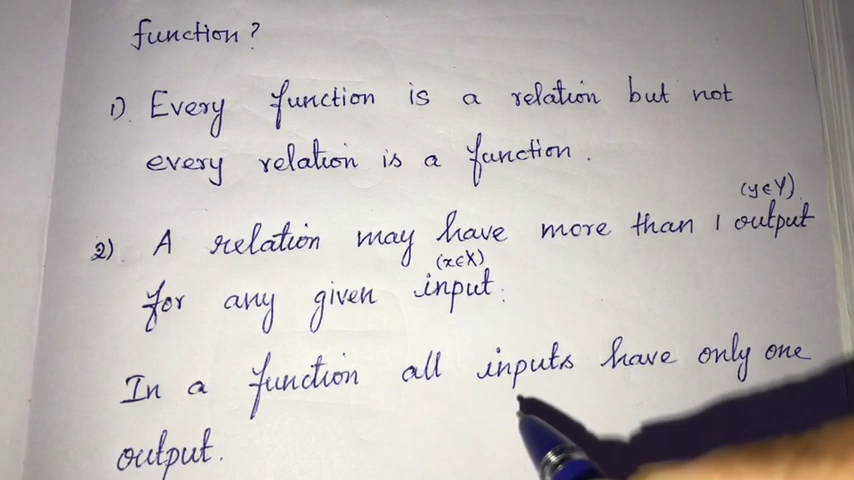 function?
1) Every function is a relation but not
every relation is a function.
(y∈Y)
2) A relation may have more than 1 output
(x∈X)
for any given input.
In a function all inputs have only one
output.